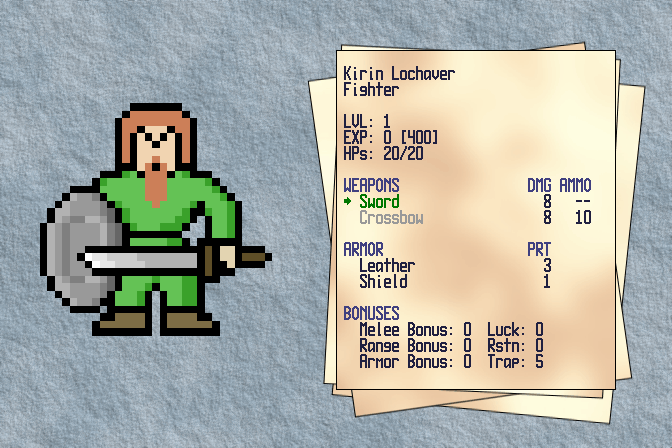 Kirin Lochaver
Fighter
LVL: 1
EXP: 0 [400]
HPs: 20/20
WEAPONS DMG AMMO
Sword 8 --
Crossbow 8 10
ARMOR PRT
Leather 3
Shield 1
BONUSES
Melee Bonus: 0 Luck: 0
Range Bonus: 0 Rstn: 0
Armor Bonus: 0 Trap: 5